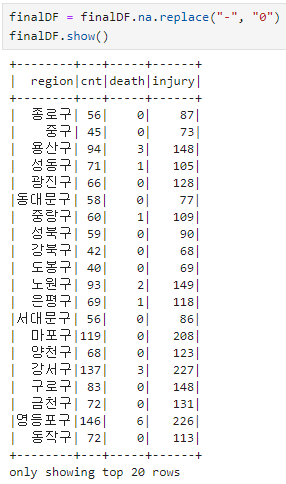 finalDF = finalDF.na.replace("-", "0")
finalDF.show()
+--------+---+-----+------+
|  region|cnt|death|injury|
+--------+---+-----+------+
|  종로구| 56|    0|    87|
|    중구| 45|    0|    73|
|  용산구| 94|    3|   148|
|  성동구| 71|    1|   105|
|  광진구| 66|    0|   128|
|동대문구| 58|    0|    77|
|  중랑구| 60|    1|   109|
|  성북구| 59|    0|    90|
|  강북구| 42|    0|    68|
|  도봉구| 40|    0|    69|
|  노원구| 93|    2|   149|
|  은평구| 69|    1|   118|
|서대문구| 56|    0|    86|
|  마포구|119|    0|   208|
|  양천구| 68|    0|   123|
|  강서구|137|    3|   227|
|  구로구| 83|    0|   148|
|  금천구| 72|    0|   131|
|영등포구|146|    6|   226|
|  동작구| 72|    0|   113|
+--------+---+-----+------+
only showing top 20 rows